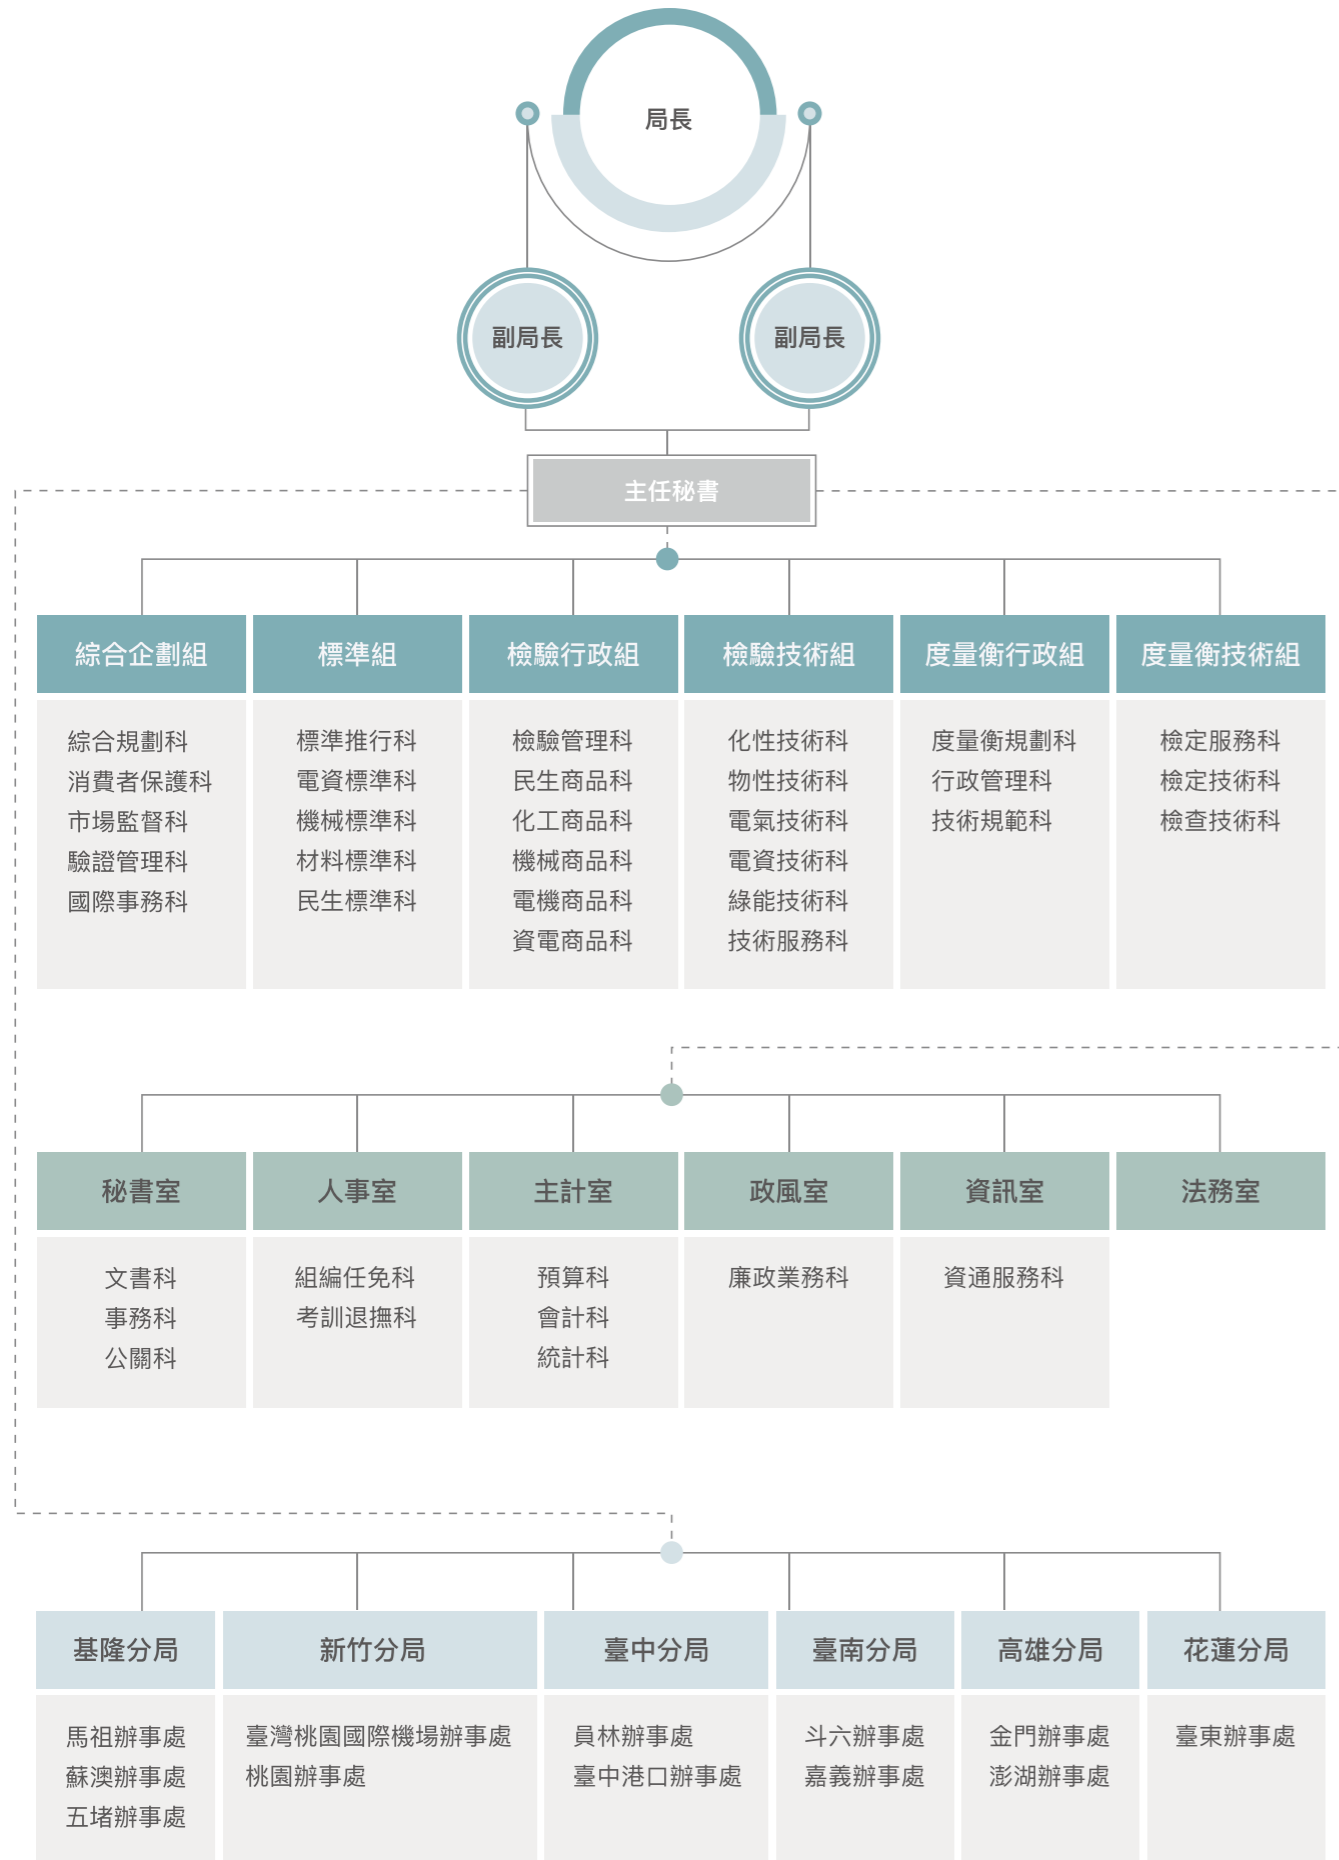 局長
副局長
副局長
主任秘書
綜合企劃組
綜合規劃科
消費者保護科
市場監督科
驗證管理科
國際事務科
標準組
標準推行科
電資標準科
機械標準科
材料標準科
民生標準科
檢驗行政組
檢驗管理科
民生商品科
化工商品科
機械商品科
電機商品科
資電商品科
檢驗技術組
化性技術科
物性技術科
電氣技術科
電資技術科
綠能技術科
技術服務科
度量衡行政組
度量衡規劃科
行政管理科
技術規範科
度量衡技術組
檢定服務科
檢定技術科
檢查技術科
秘書室
文書科
事務科
公關科
人事室
組編任免科
考訓退撫科
主計室
預算科
會計科
統計科
政風室
廉政業務科
資訊室
資通服務科
法務室
基隆分局
馬祖辦事處
蘇澳辦事處
五堵辦事處
新竹分局
臺灣桃園國際機場辦事處
桃園辦事處
臺中分局
員林辦事處
臺中港口辦事處
臺南分局
斗六辦事處
嘉義辦事處
高雄分局
金門辦事處
澎湖辦事處
花蓮分局
臺東辦事處